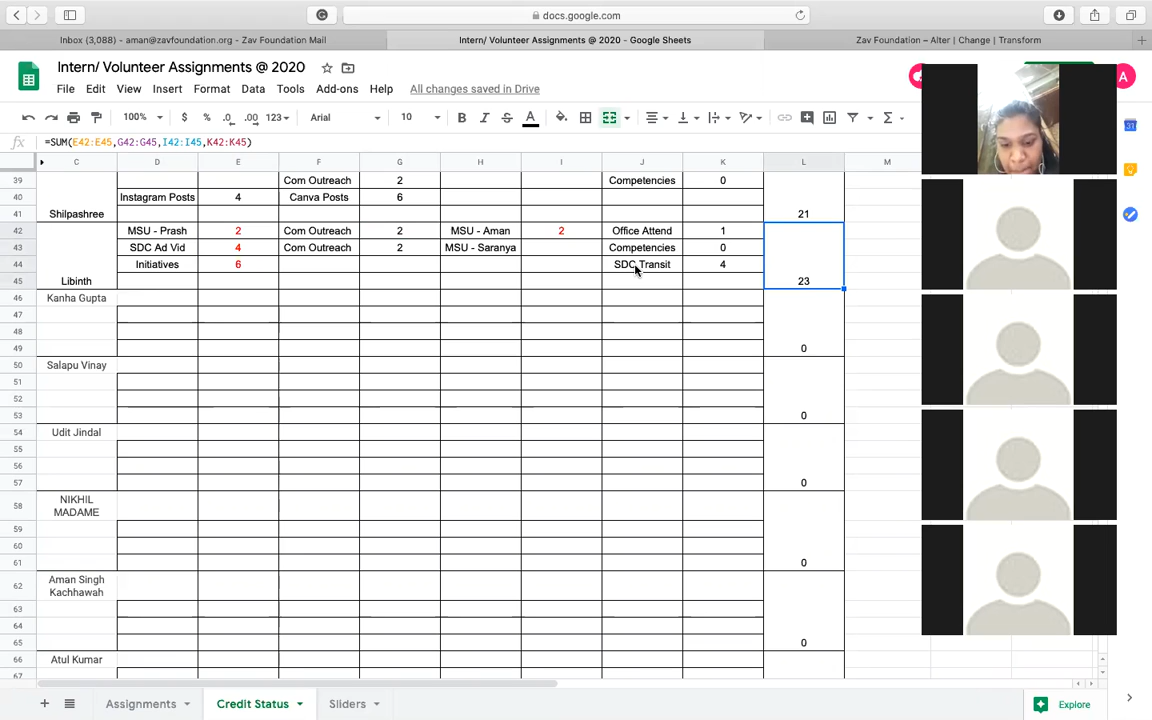 docs.google.com
Inbox (3,088) - aman@zavfoundation.org - Zav Foundation Mail
Intern/ Volunteer Assignments @ 2020 - Google Sheets
Zav Foundation – Alter | Change | Transform
Intern/ Volunteer Assignments @ 2020
File Edit View Insert Format Data Tools Add-ons Help All changes saved in Drive
100% $ % .0 .00 123 Arial 10 B I S A
fx =SUM(E42:E45,G42:G45,I42:I45,K42:K45)
C D E F G H I J K L M
39 Com Outreach 2 Competencies 0
40 Instagram Posts 4 Canva Posts 6
41 Shilpashree 21
42 MSU - Prash 2 Com Outreach 2 MSU - Aman 2 Office Attend 1
43 SDC Ad Vid 4 Com Outreach 2 MSU - Saranya Competencies 0
44 Initiatives 6 SDC Transit 4
45 Libinth 23
46 Kanha Gupta
47
48
49 0
50 Salapu Vinay
51
52
53 0
54 Udit Jindal
55
56
57 0
58 NIKHIL
MADAME
59
60
61 0
62 Aman Singh
Kachhawah
63
64
65 0
66 Atul Kumar
67
Assignments Credit Status Sliders Explore
A
31